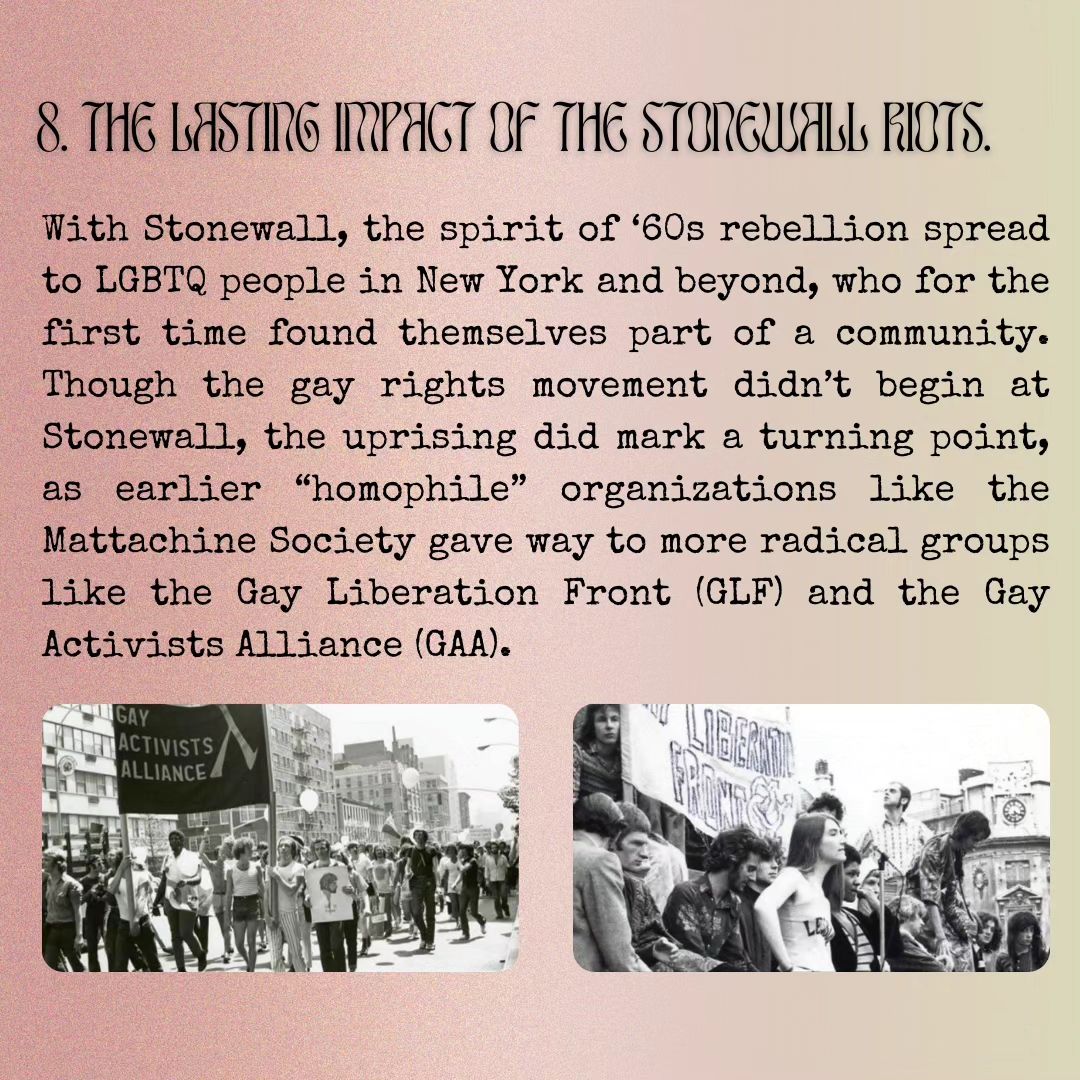 8. THE LASTING IMPACT OF THE STONEWALL RIOTS.
With Stonewall, the spirit of ‘60s rebellion spread
to LGBTQ people in New York and beyond, who for the
first time found themselves part of a community.
Though the gay rights movement didn’t begin at
Stonewall, the uprising did mark a turning point,
as earlier “homophile” organizations like the
Mattachine Society gave way to more radical groups
like the Gay Liberation Front (GLF) and the Gay
Activists Alliance (GAA).
GAY
ACTIVISTS
ALLIANCE
LIBERATI
FRONT